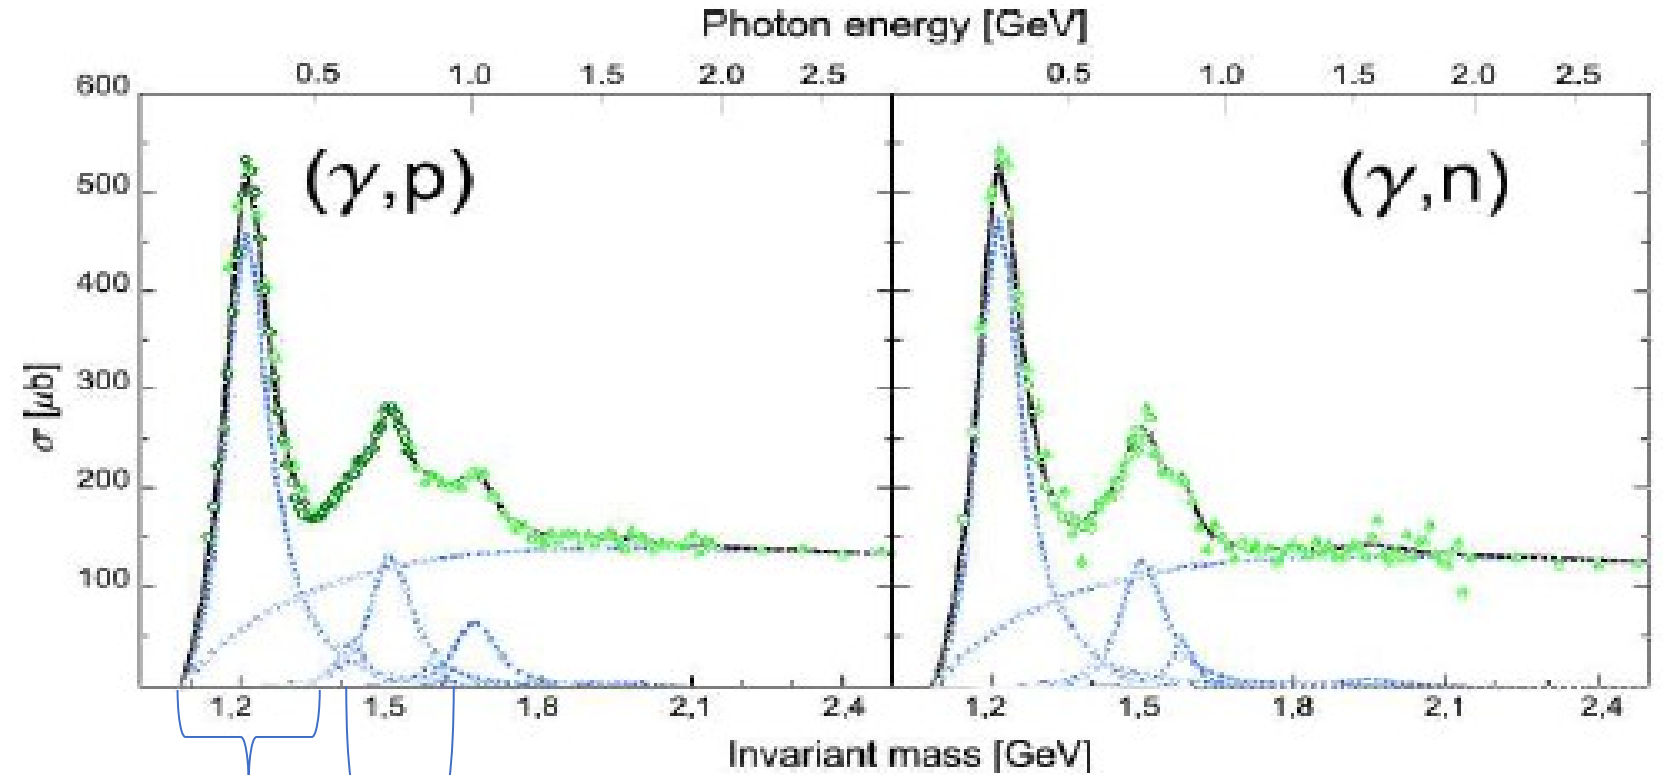 Photon energy [GeV]
0.5 1.0 1.5 2.0 2.5 0.5 1.0 1.5 2.0 2.5
600
500
400
300
200
100
σ [μb]
(γ,p) (γ,n)
1,2 1,5 1,8 2,1 2,4 1,2 1,5 1,8 2,1 2,4
Invariant mass [GeV]